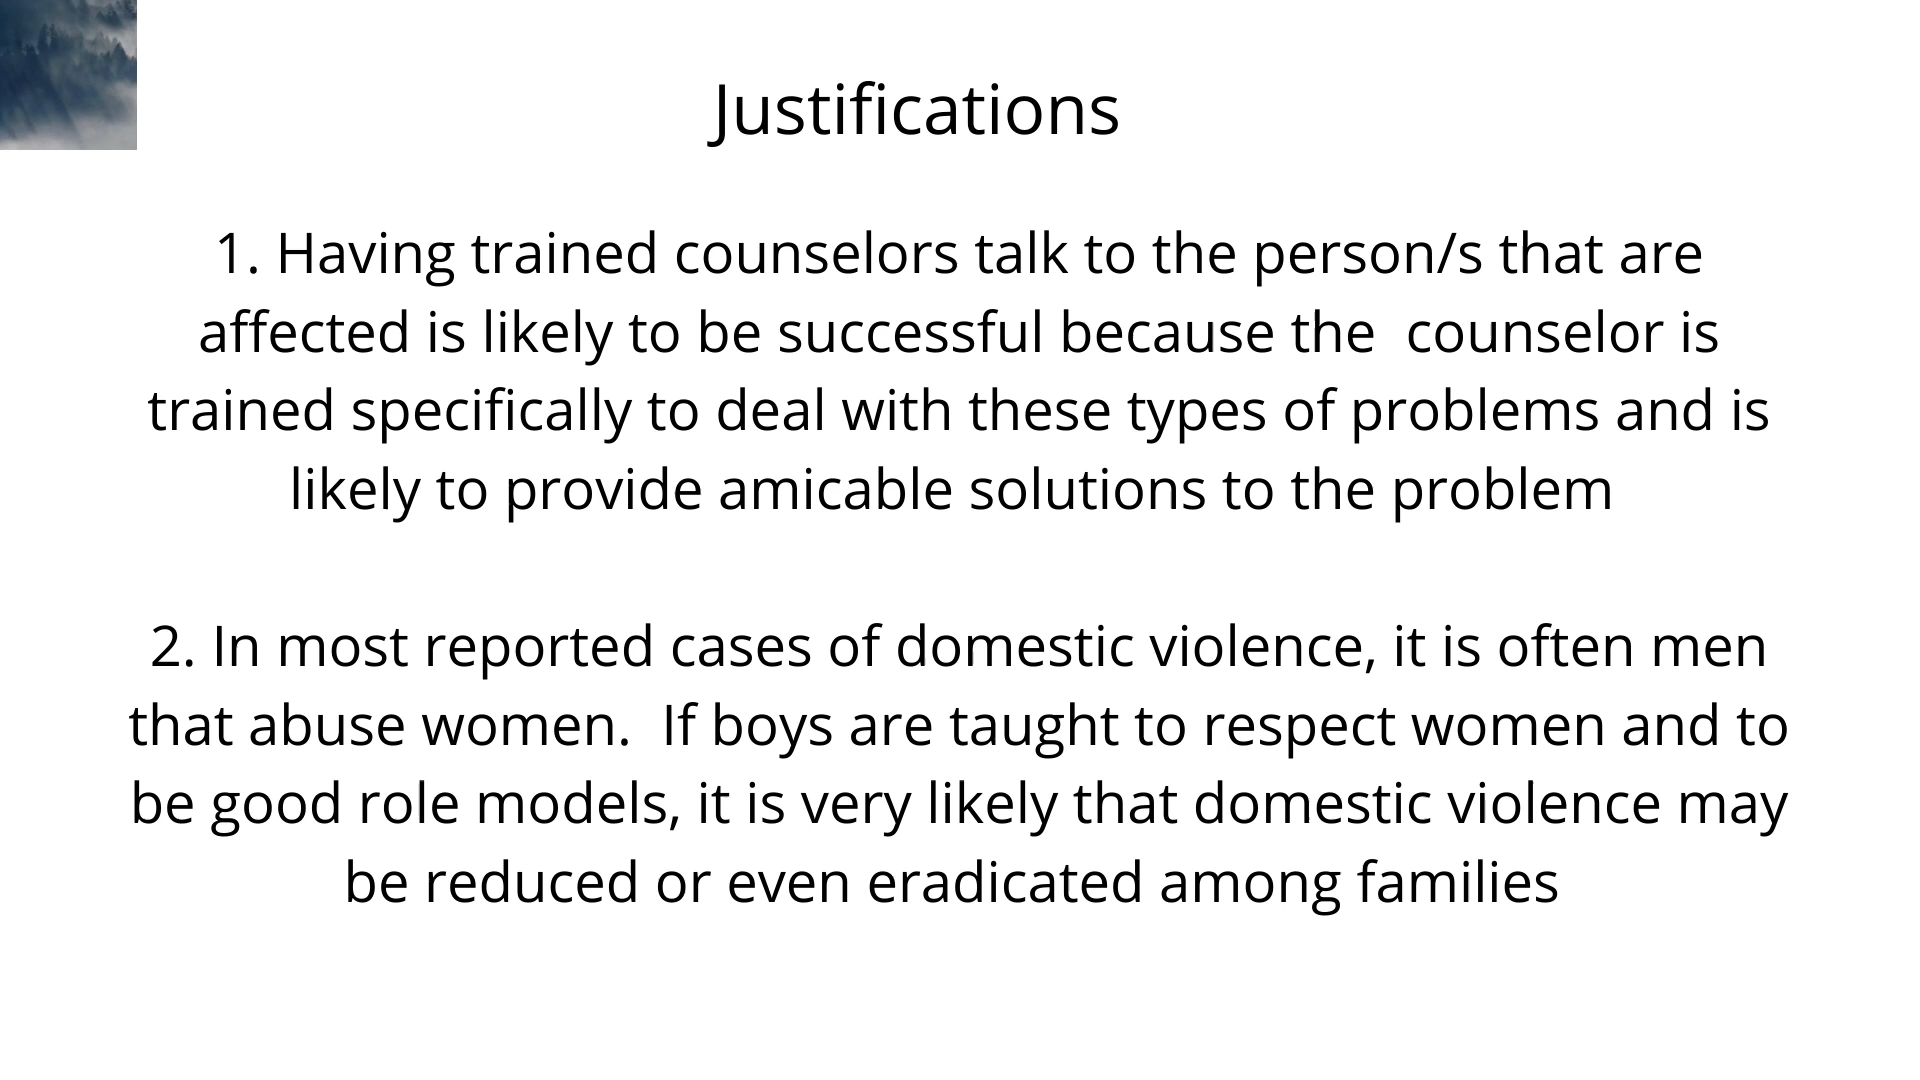 Justifications
1. Having trained counselors talk to the person/s that are
affected is likely to be successful because the  counselor is
trained specifically to deal with these types of problems and is
likely to provide amicable solutions to the problem
2. In most reported cases of domestic violence, it is often men
that abuse women.  If boys are taught to respect women and to
be good role models, it is very likely that domestic violence may
be reduced or even eradicated among families